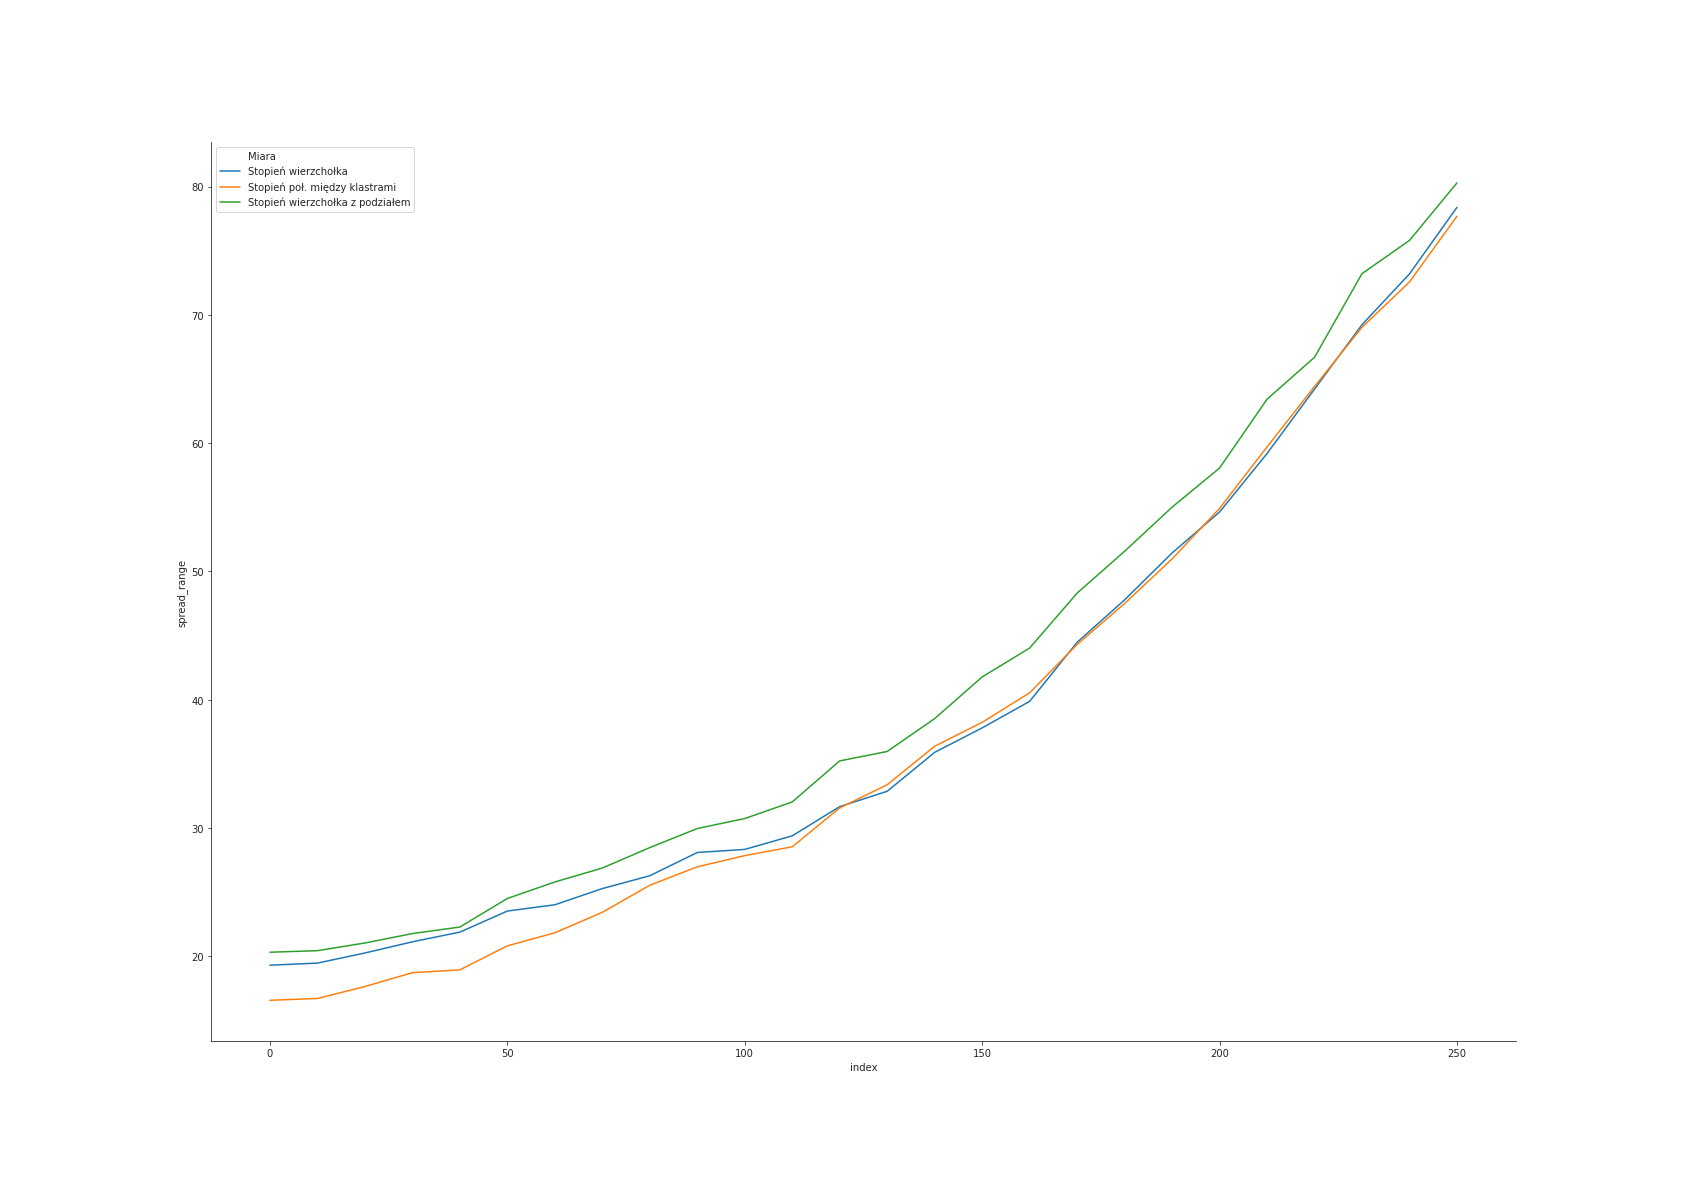 Miara
Stopień wierzchołka
Stopień poł. między klastrami
Stopień wierzchołka z podziałem
80
70
60
50
40
30
20
spread_range
0 50 100 150 200 250
index